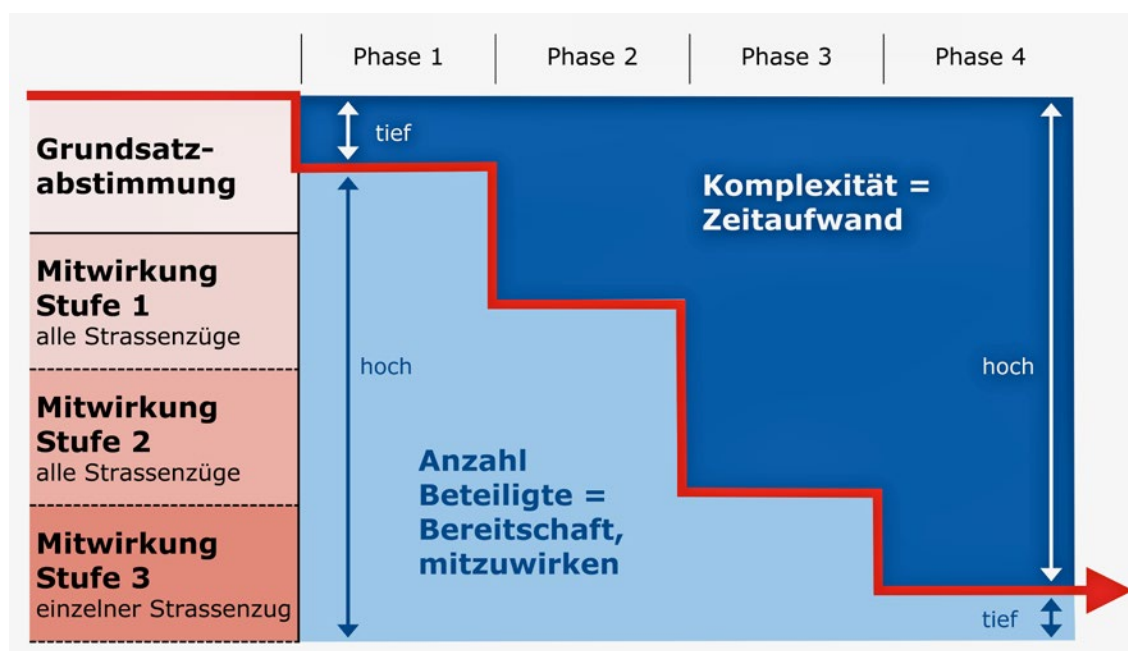 Phase 1
Phase 2
Phase 3
Phase 4
Grundsatz-
abstimmung
Mitwirkung
Stufe 1
alle Strassenzüge
Mitwirkung
Stufe 2
alle Strassenzüge
Mitwirkung
Stufe 3
einzelner Strassenzug
tief
hoch
Komplexität =
Zeitaufwand
hoch
Anzahl
Beteiligte =
Bereitschaft,
mitzuwirken
tief